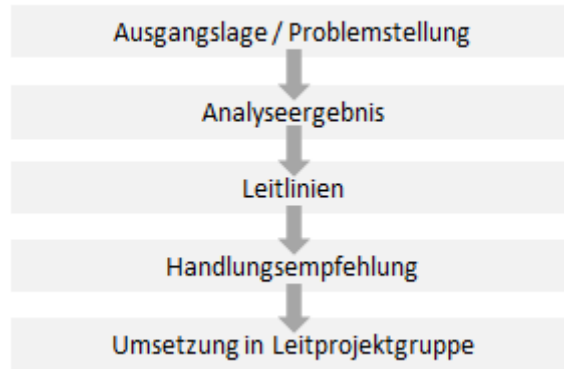 Ausgangslage / Problemstellung
Analyseergebnis
Leitlinien
Handlungsempfehlung
Umsetzung in Leitprojektgruppe